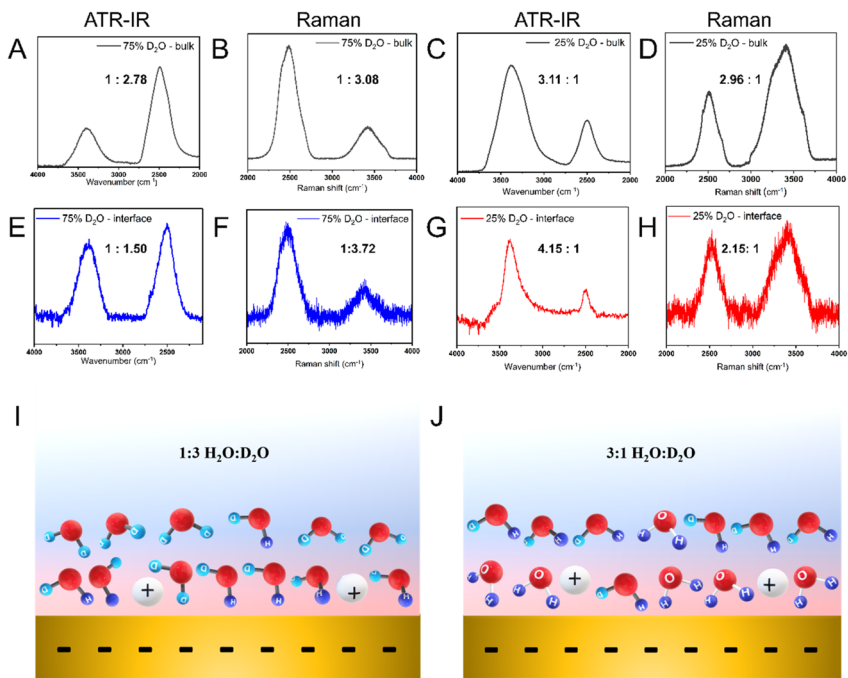 ATR-IR
Raman
ATR-IR
Raman
A
75% D₂O - bulk
1 : 2.78
4000 3500 3000 2500 2000
Wavenumber (cm⁻¹)
B
75% D₂O - bulk
1 : 3.08
2000 2500 3000 3500 4000
Raman shift (cm⁻¹)
C
25% D₂O - bulk
3.11 : 1
4000 3500 3000 2500 2000
Wavenumber (cm⁻¹)
D
25% D₂O - bulk
2.96 : 1
2000 2500 3000 3500 4000
Raman shift (cm⁻¹)
E
75% D₂O - interface
1 : 1.50
4000 3500 3000 2500
Wavenumber (cm⁻¹)
F
75% D₂O - interface
1:3.72
2000 2500 3000 3500 4000
Raman shift (cm⁻¹)
G
25% D₂O - interface
4.15 : 1
4000 3500 3000 2500 2000
Wavenumber (cm⁻¹)
H
25% D₂O - interface
2.15: 1
2000 2500 3000 3500 4000
Raman shift (cm⁻¹)
I
1:3 H₂O:D₂O
J
3:1 H₂O:D₂O